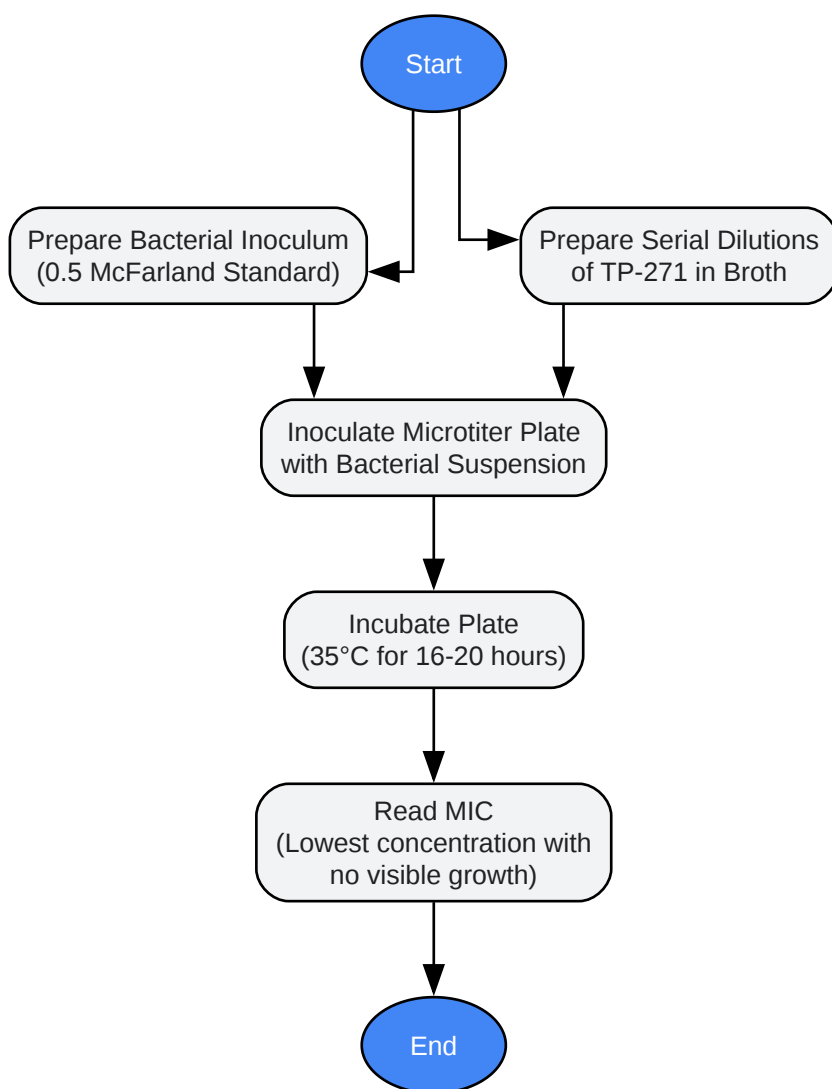 Start
Prepare Bacterial Inoculum
(0.5 McFarland Standard)
Prepare Serial Dilutions
of TP-271 in Broth
Inoculate Microtiter Plate
with Bacterial Suspension
Incubate Plate
(35°C for 16-20 hours)
Read MIC
(Lowest concentration with
no visible growth)
End